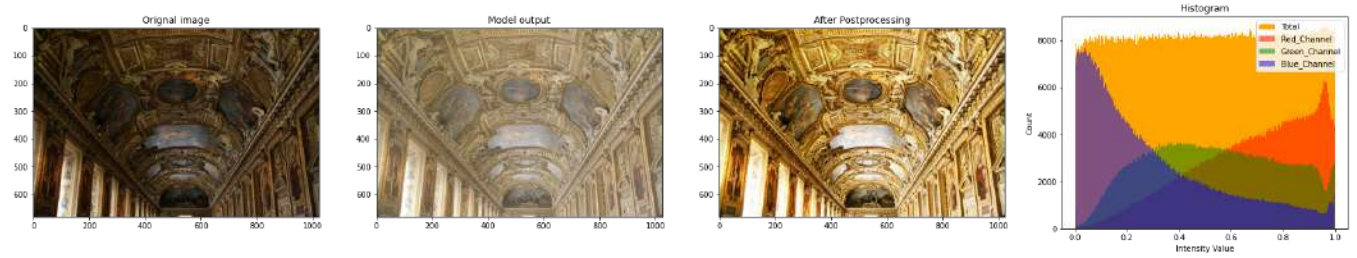 Orignal image
0
100
200
300
400
500
600
0 200 400 600 800 1000
Model output
0
100
200
300
400
500
600
0 200 400 600 800 1000
After Postprocessing
0
100
200
300
400
500
600
0 200 400 600 800 1000
Histogram
Total
Red_Channel
Green_Channel
Blue_Channel
Count
8000
6000
4000
2000
0
0.0 0.2 0.4 0.6 0.8 1.0
Intensity Value